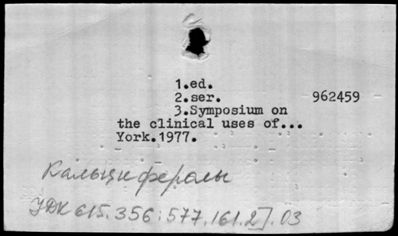 1.ed.
2.ser. 962459
3.Symposium on
the clinical uses of...
York.1977.
Кальциферолы
УДК 615.356:577.161.2].03